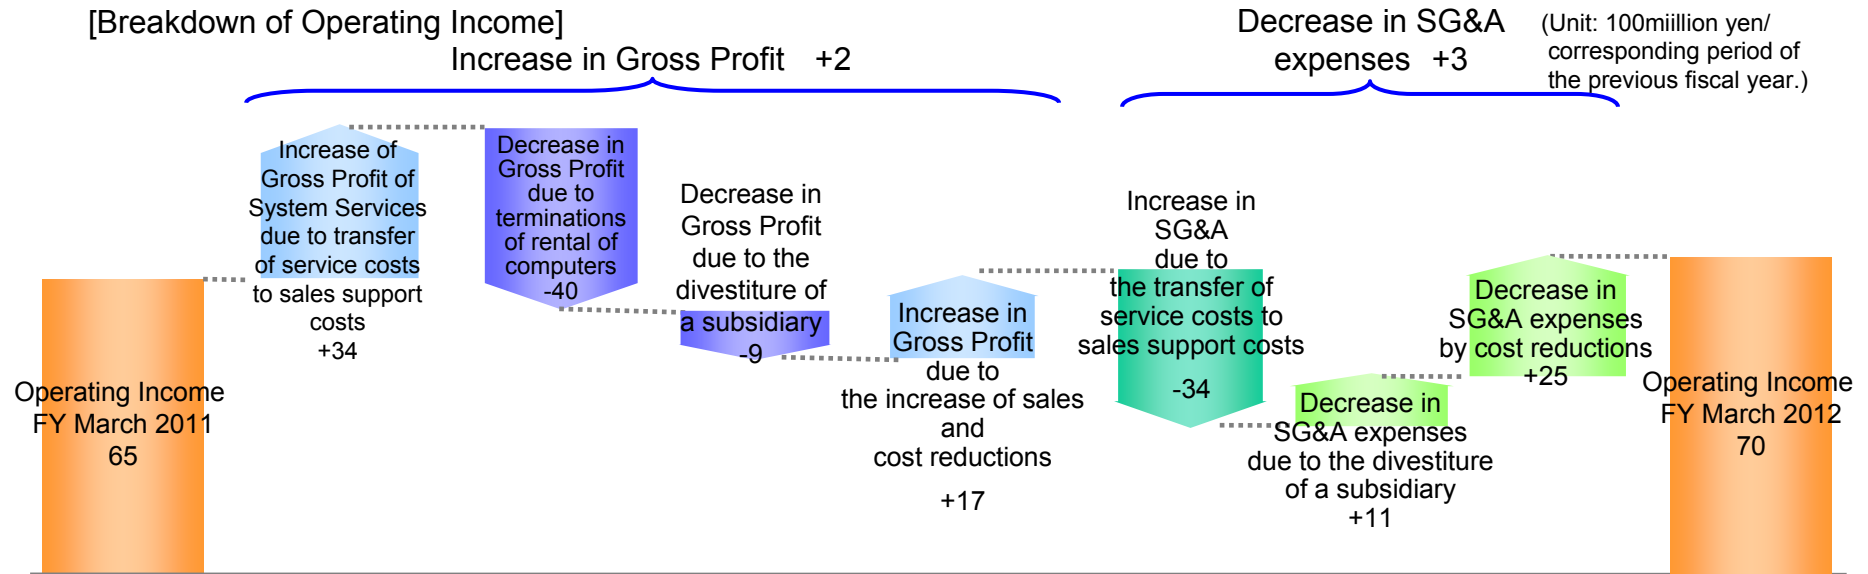 [Breakdown of Operating Income]
Increase in Gross Profit +2
Decrease in SG&A
expenses +3
(Unit: 100miillion yen/
corresponding period of
the previous fiscal year.)
Operating Income
FY March 2011
65
Increase of
Gross Profit of
System Services
due to transfer
of service costs
to sales support
costs
+34
Decrease in
Gross Profit
due to
terminations
of rental of
computers
-40
Decrease in
Gross Profit
due to the
divestiture of
a subsidiary
-9
Increase in
Gross Profit
due to
the increase of sales
and
cost reductions
+17
Increase in
SG&A
due to
the transfer of
service costs to
sales support costs
-34
Decrease in
SG&A expenses
due to the divestiture
of a subsidiary
+11
Decrease in
SG&A expenses
by cost reductions
+25
Operating Income
FY March 2012
70